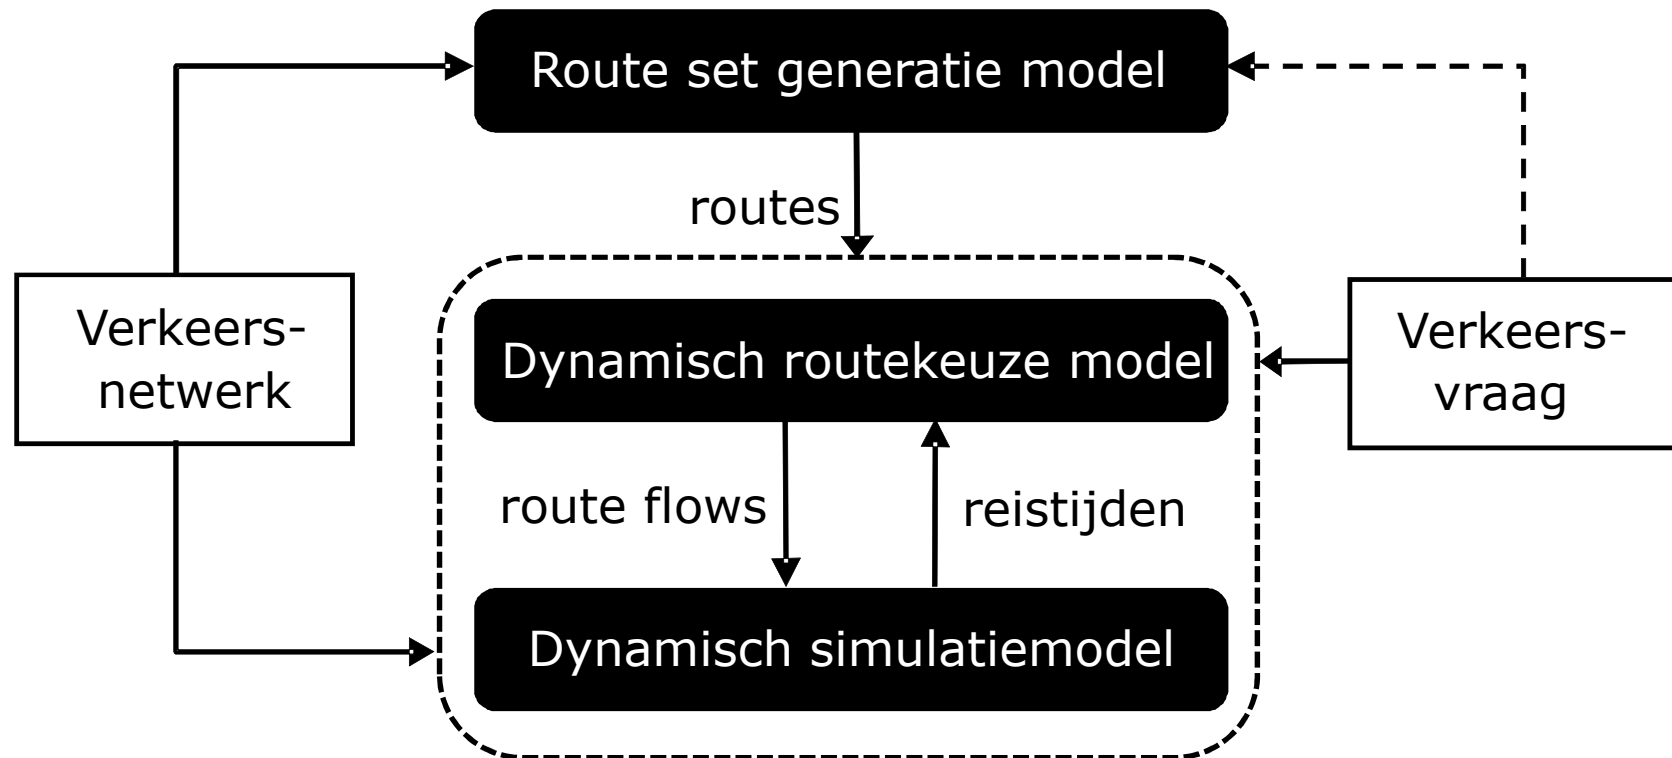 Route set generatie model
routes
Verkeers-
netwerk
Dynamisch routekeuze model
Verkeers-
vraag
route flows
reistijden
Dynamisch simulatiemodel